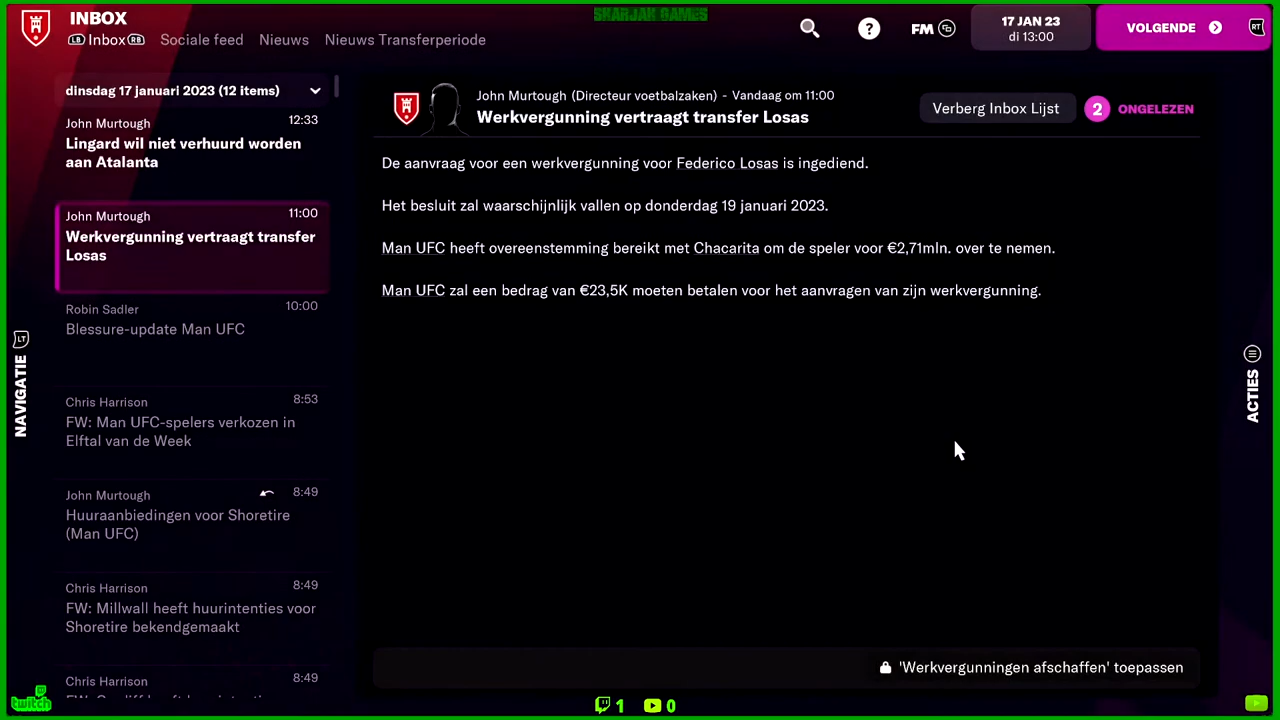 SHARJAH GAMES
INBOX
LB Inbox RB Sociale feed Nieuws Nieuws Transferperiode
FM
17 JAN 23
di 13:00
VOLGENDE
RT
dinsdag 17 januari 2023 (12 items)
John Murtough 12:33
Lingard wil niet verhuurd worden
aan Atalanta
John Murtough 11:00
Werkvergunning vertraagt transfer
Losas
Robin Sadler 10:00
Blessure-update Man UFC
Chris Harrison 8:53
FW: Man UFC-spelers verkozen in
Elftal van de Week
John Murtough 8:49
Huuraanbiedingen voor Shoretire
(Man UFC)
Chris Harrison 8:49
FW: Millwall heeft huurintenties voor
Shoretire bekendgemaakt
Chris Harrison 8:49
LT
NAVIGATIE
John Murtough (Directeur voetbalzaken) - Vandaag om 11:00
Werkvergunning vertraagt transfer Losas
Verberg Inbox Lijst
2 ONGELEZEN
De aanvraag voor een werkvergunning voor Federico Losas is ingediend.
Het besluit zal waarschijnlijk vallen op donderdag 19 januari 2023.
Man UFC heeft overeenstemming bereikt met Chacarita om de speler voor €2,71mln. over te nemen.
Man UFC zal een bedrag van €23,5K moeten betalen voor het aanvragen van zijn werkvergunning.
ACTIES
'Werkvergunningen afschaffen' toepassen
twitch
1 0